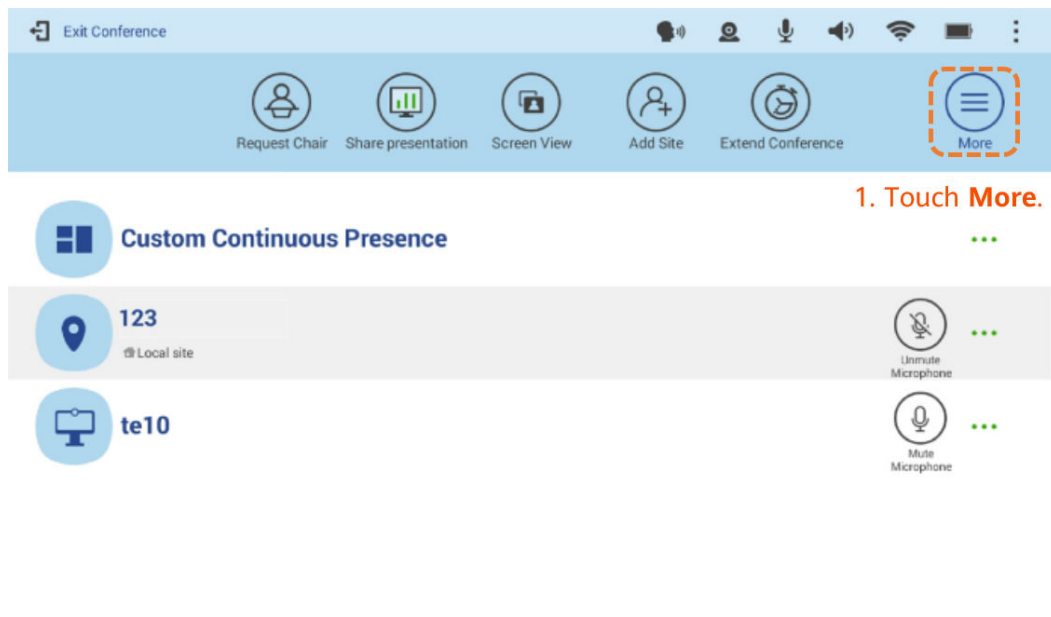 Exit Conference
Request Chair
Share presentation
Screen View
Add Site
Extend Conference
More
1. Touch More.
Custom Continuous Presence
123
Local site
Unmute
Microphone
te10
Mute
Microphone